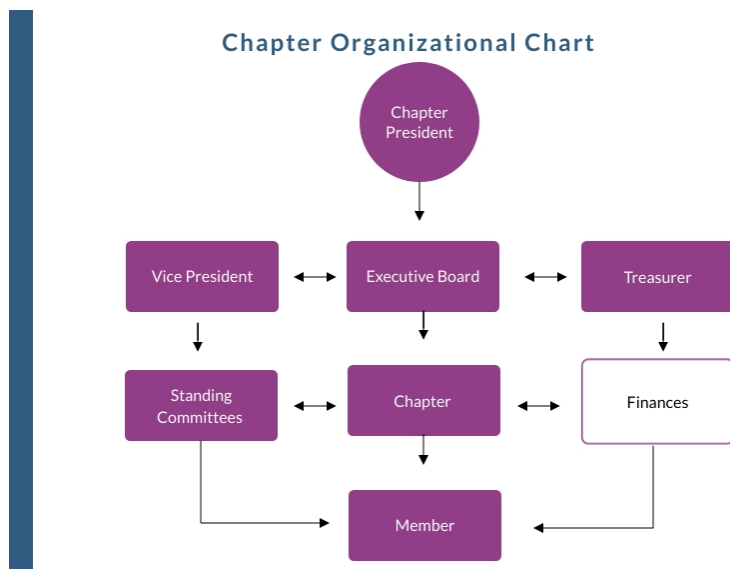 Chapter Organizational Chart
Chapter
President
Vice President
Executive Board
Treasurer
Standing
Committees
Chapter
Finances
Member